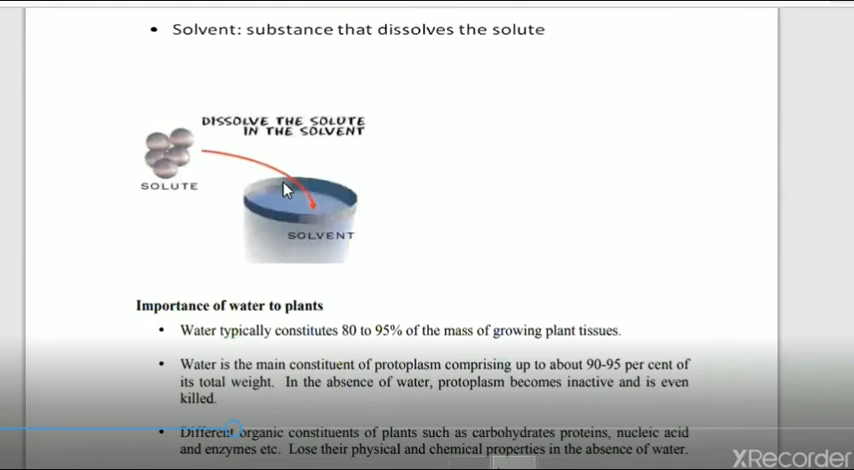 • Solvent: substance that dissolves the solute
DISSOLVE THE SOLUTE
IN THE SOLVENT
SOLUTE
SOLVENT
Importance of water to plants
• Water typically constitutes 80 to 95% of the mass of growing plant tissues.
• Water is the main constituent of protoplasm comprising up to about 90-95 per cent of
its total weight. In the absence of water, protoplasm becomes inactive and is even
killed.
• Different organic constituents of plants such as carbohydrates proteins, nucleic acid
and enzymes etc. Lose their physical and chemical properties in the absence of water.
XRecorder